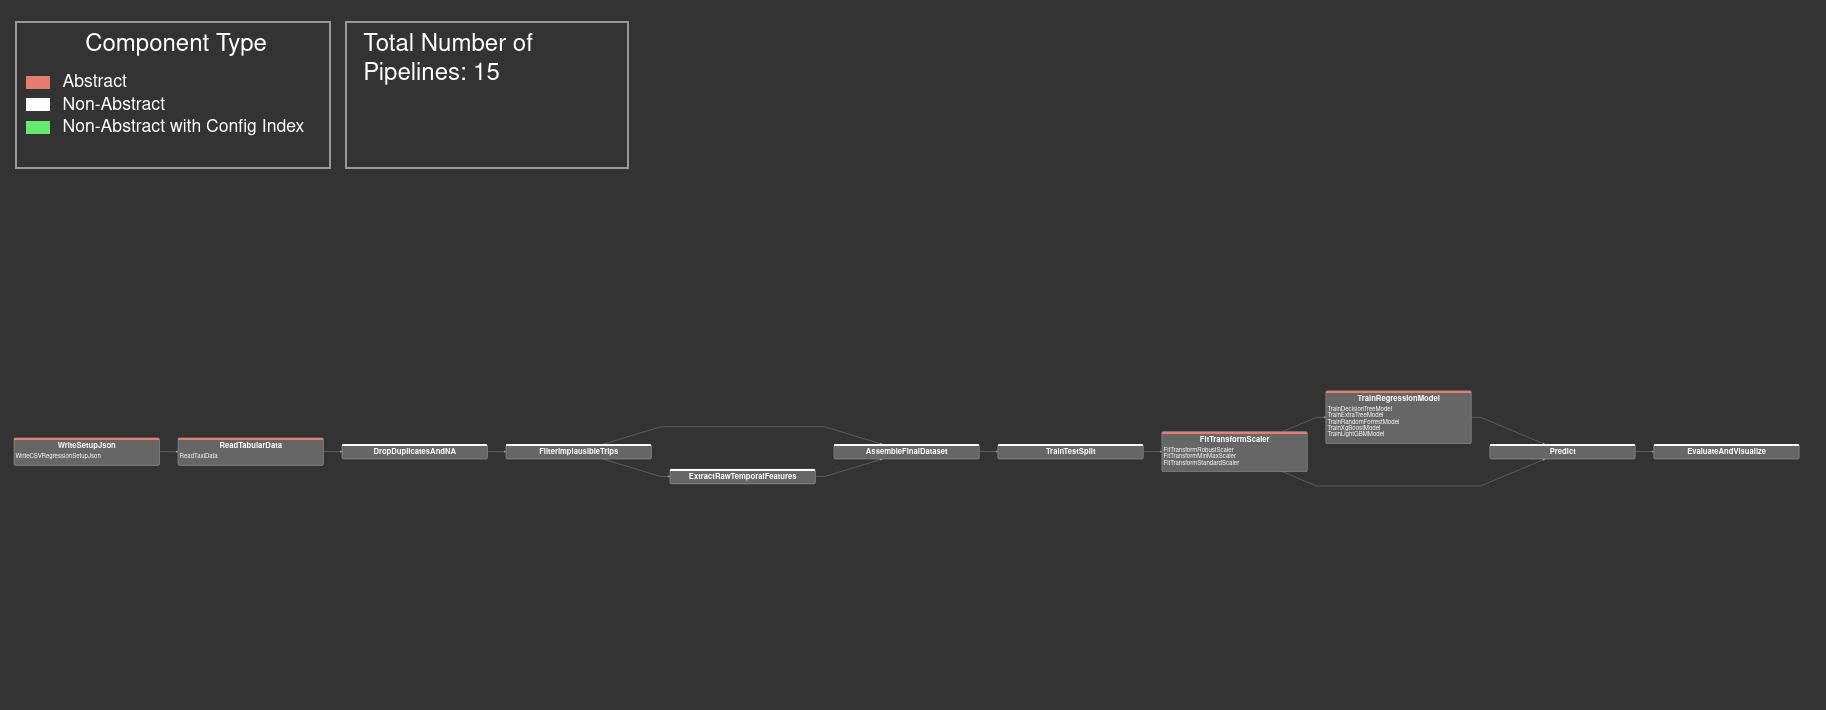 Component Type
Abstract
Non-Abstract
Non-Abstract with Config Index
Total Number of
Pipelines: 15
WriteSetupJson
WriteCSVRegressionSetupJson
ReadTabularData
ReadTaxiData
DropDuplicatesAndNA
FilterImplausibleTrips
ExtractRawTemporalFeatures
AssembleFinalDataset
TrainTestSplit
FitTransformScaler
FitTransformRobustScaler
FitTransformMinMaxScaler
FitTransformStandardScaler
TrainRegressionModel
TrainDecisionTreeModel
TrainExtraTreeModel
TrainRandomForrestModel
TrainXgBoostModel
TrainLightGBMModel
Predict
EvaluateAndVisualize